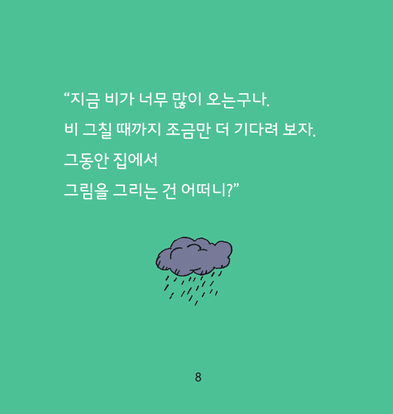 “지금 비가 너무 많이 오는구나.
비 그칠 때까지 조금만 더 기다려 보자.
그동안 집에서
그림을 그리는 건 어떠니?”
8